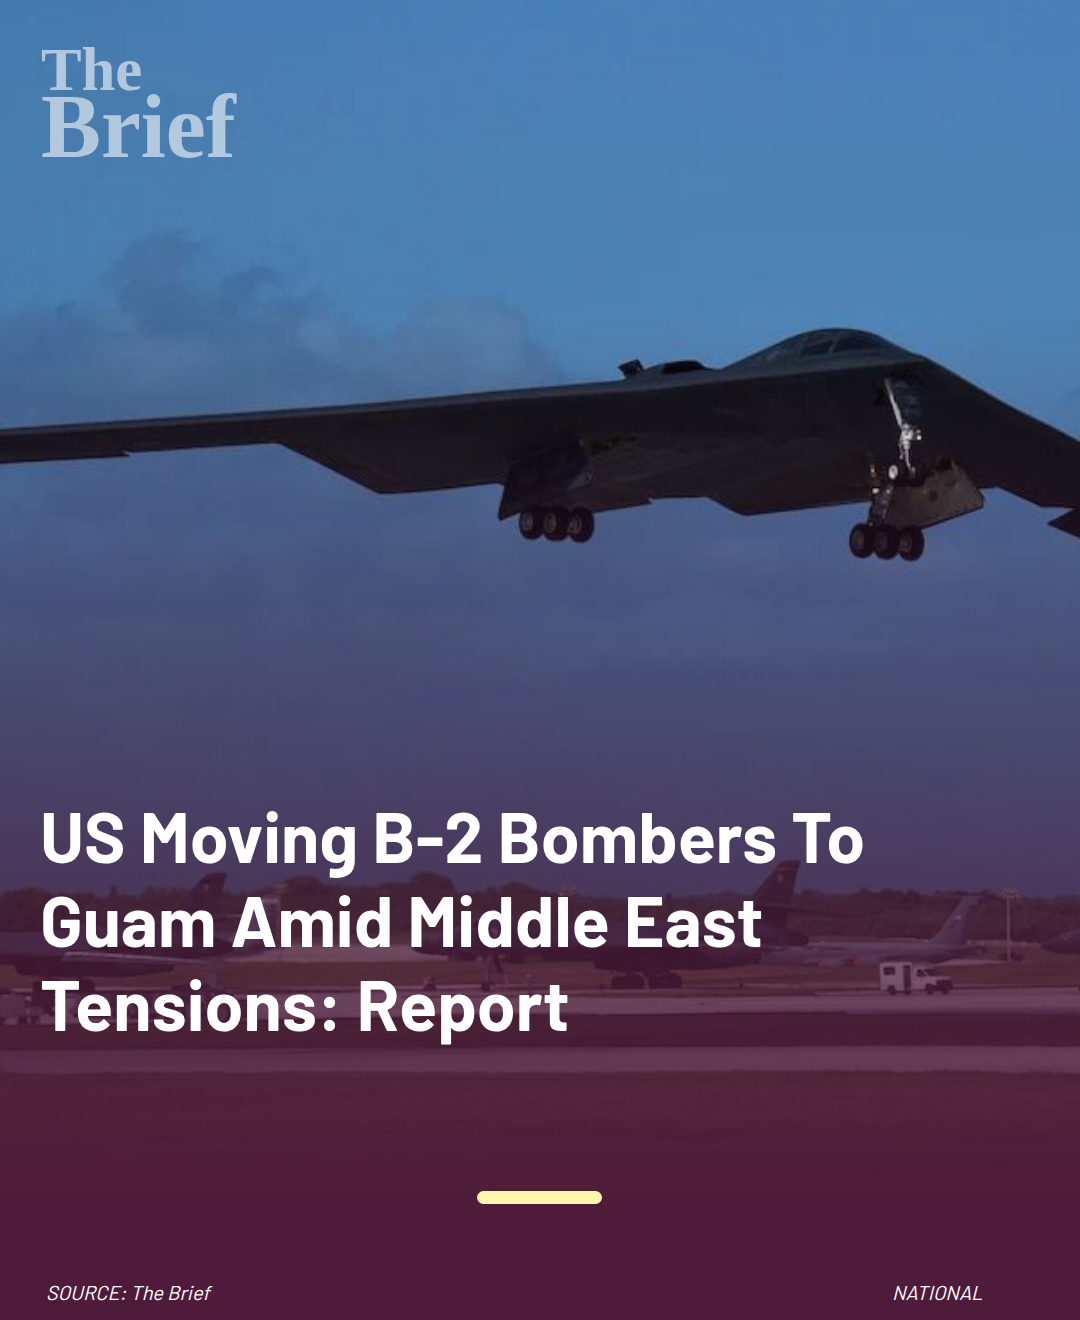 The
Brief
US Moving B-2 Bombers To
Guam Amid Middle East
Tensions: Report
SOURCE: The Brief
NATIONAL